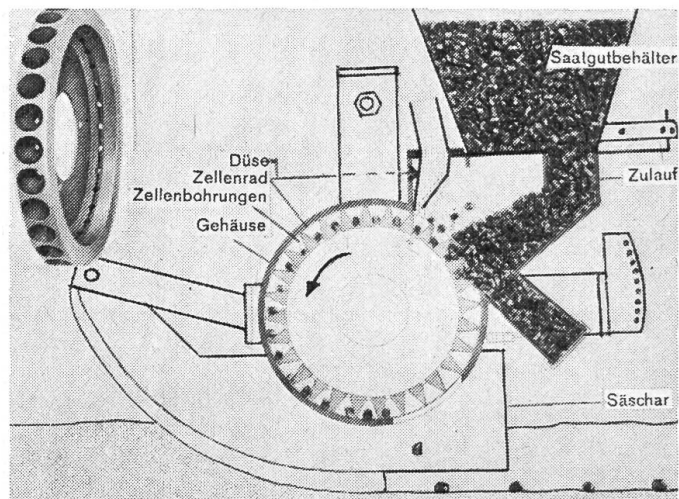 Saatgutbehälter
Düse
Zellenrad
Zulauf
Zellenbohrungen
Gehäuse
Säschar